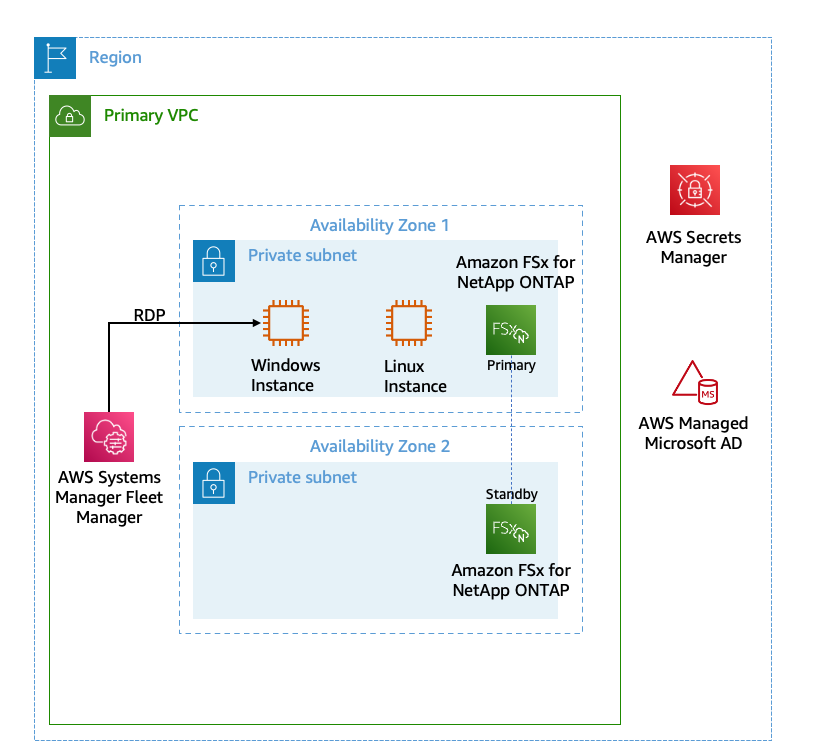 Region
Primary VPC
Availability Zone 1
Private subnet
Amazon FSx for
NetApp ONTAP
FSx
N
Primary
RDP
Windows
Instance
Linux
Instance
AWS Secrets
Manager
MS
AWS Managed
Microsoft AD
AWS Systems
Manager Fleet
Manager
Availability Zone 2
Private subnet
Standby
FSx
N
Amazon FSx for
NetApp ONTAP